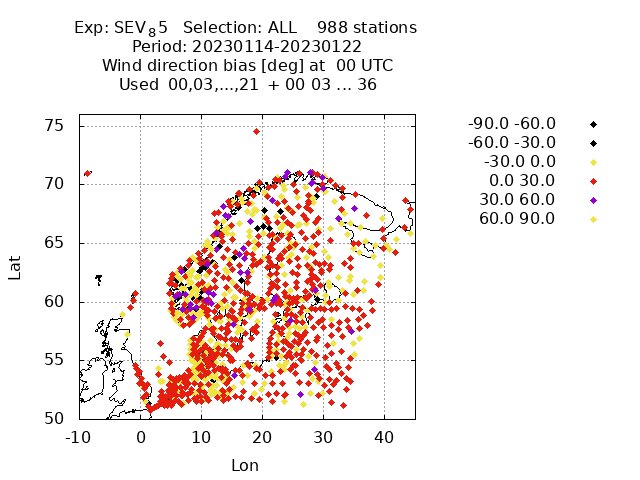 Exp: SEV8 5 Selection: ALL 988 stations
Period: 20230114-20230122
Wind direction bias [deg] at 00 UTC
Used 00,03,...,21 + 00 03 ... 36
-90.0 -60.0
-60.0 -30.0
-30.0 0.0
0.0 30.0
30.0 60.0
60.0 90.0
75
70
65
60
55
50
Lat
-10 0 10 20 30 40
Lon